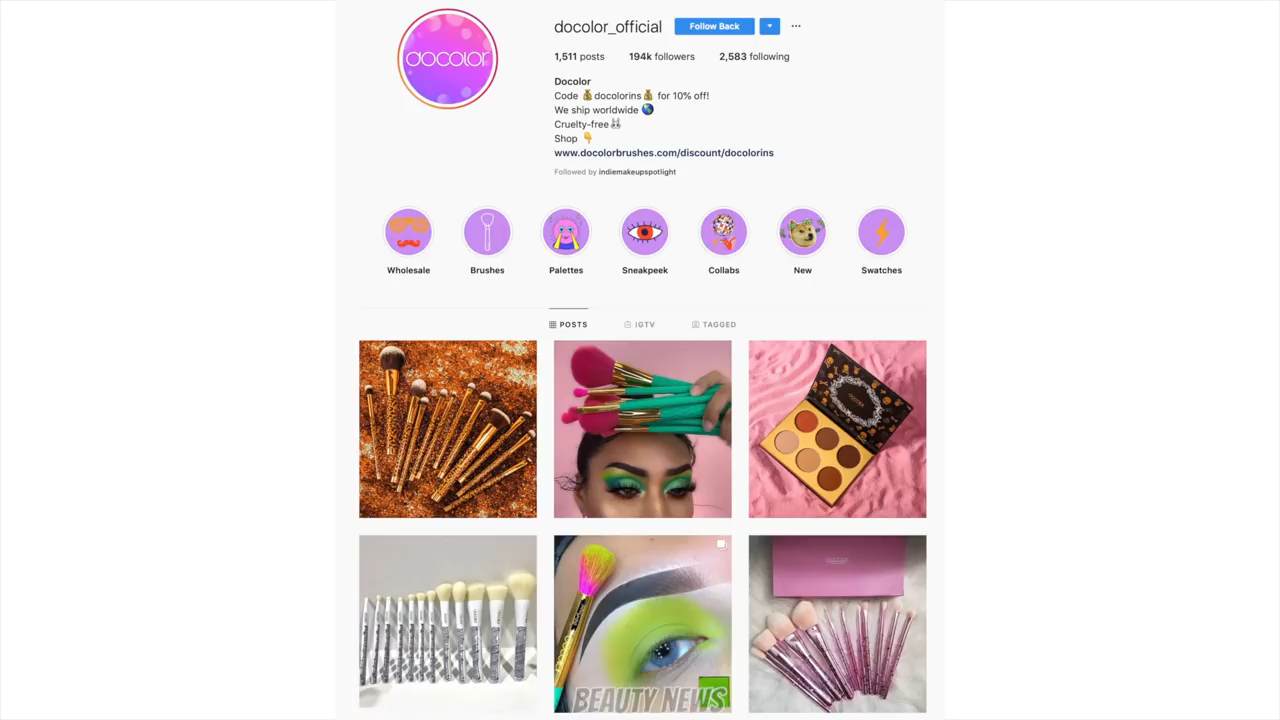 docolor
docolor_official Follow Back
1,511 posts 194k followers 2,583 following
Docolor
Code 💰docolorins💰 for 10% off!
We ship worldwide 🌎
Cruelty-free🐰
Shop 👇
www.docolorbrushes.com/discount/docolorins
Followed by indiemakeupspotlight
Wholesale Brushes Palettes Sneakpeek Collabs New Swatches
POSTS IGTV TAGGED
docolor
docolor
BEAUTY NEWS